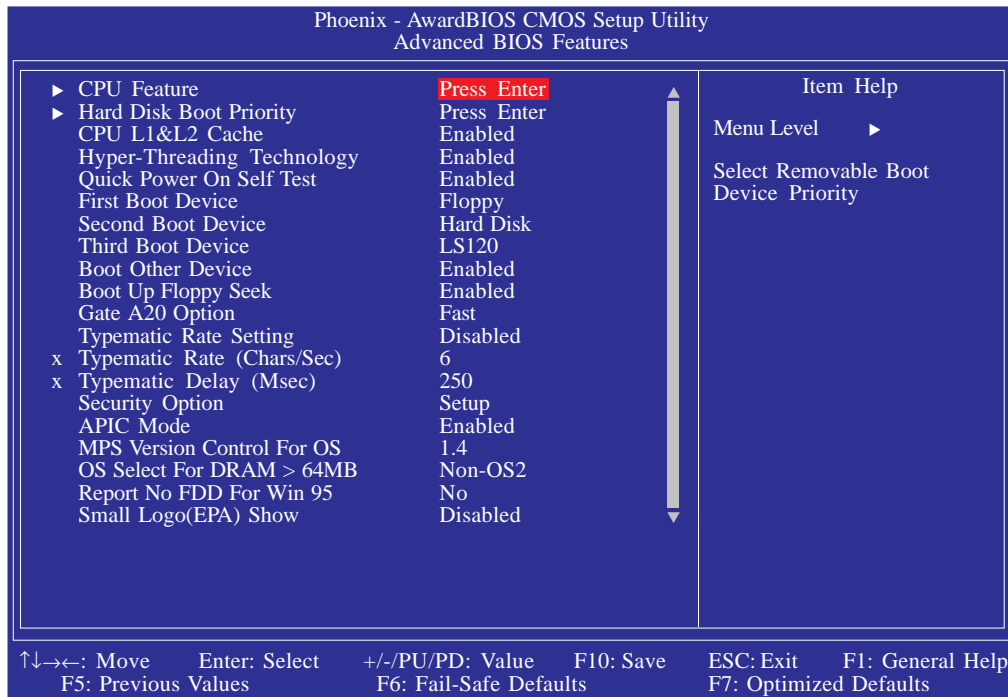 Phoenix - AwardBIOS CMOS Setup Utility
Advanced BIOS Features
▶ CPU Feature Press Enter
▶ Hard Disk Boot Priority Press Enter
CPU L1&L2 Cache Enabled
Hyper-Threading Technology Enabled
Quick Power On Self Test Enabled
First Boot Device Floppy
Second Boot Device Hard Disk
Third Boot Device LS120
Boot Other Device Enabled
Boot Up Floppy Seek Enabled
Gate A20 Option Fast
Typematic Rate Setting Disabled
x Typematic Rate (Chars/Sec) 6
x Typematic Delay (Msec) 250
Security Option Setup
APIC Mode Enabled
MPS Version Control For OS 1.4
OS Select For DRAM > 64MB Non-OS2
Report No FDD For Win 95 No
Small Logo(EPA) Show Disabled
Item Help
Menu Level ▶
Select Removable Boot
Device Priority
↑↓→←: Move Enter: Select +/-/PU/PD: Value F10: Save ESC: Exit F1: General Help
F5: Previous Values F6: Fail-Safe Defaults F7: Optimized Defaults